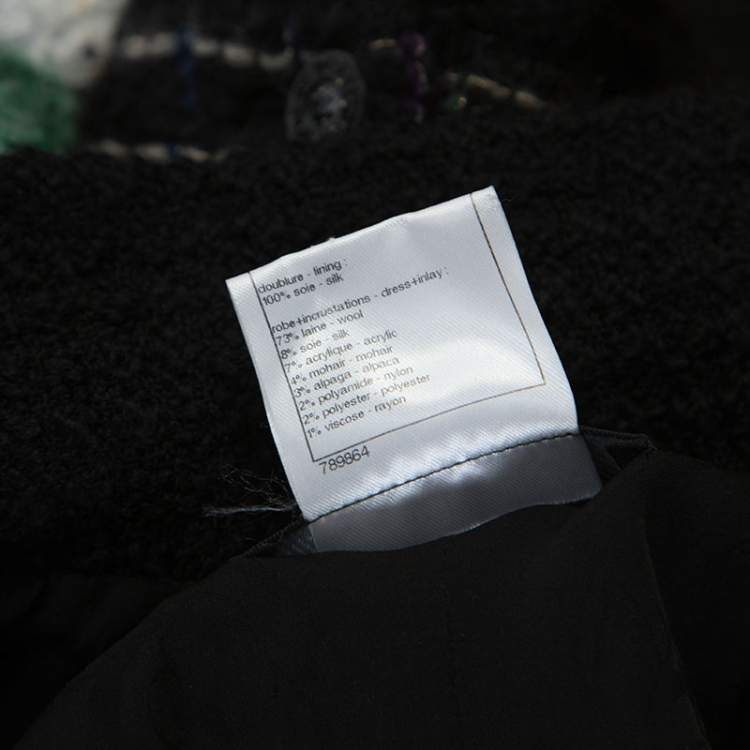 doublure - lining :
100% soie - silk
robe+incrustations - dress+inlay :
73% laine - wool
8% soie - silk
7% acrylique - acrylic
4% mohair - mohair
3% alpaga - alpaca
2% polyamide - nylon
2% polyester - polyester
1% viscose - rayon
789864